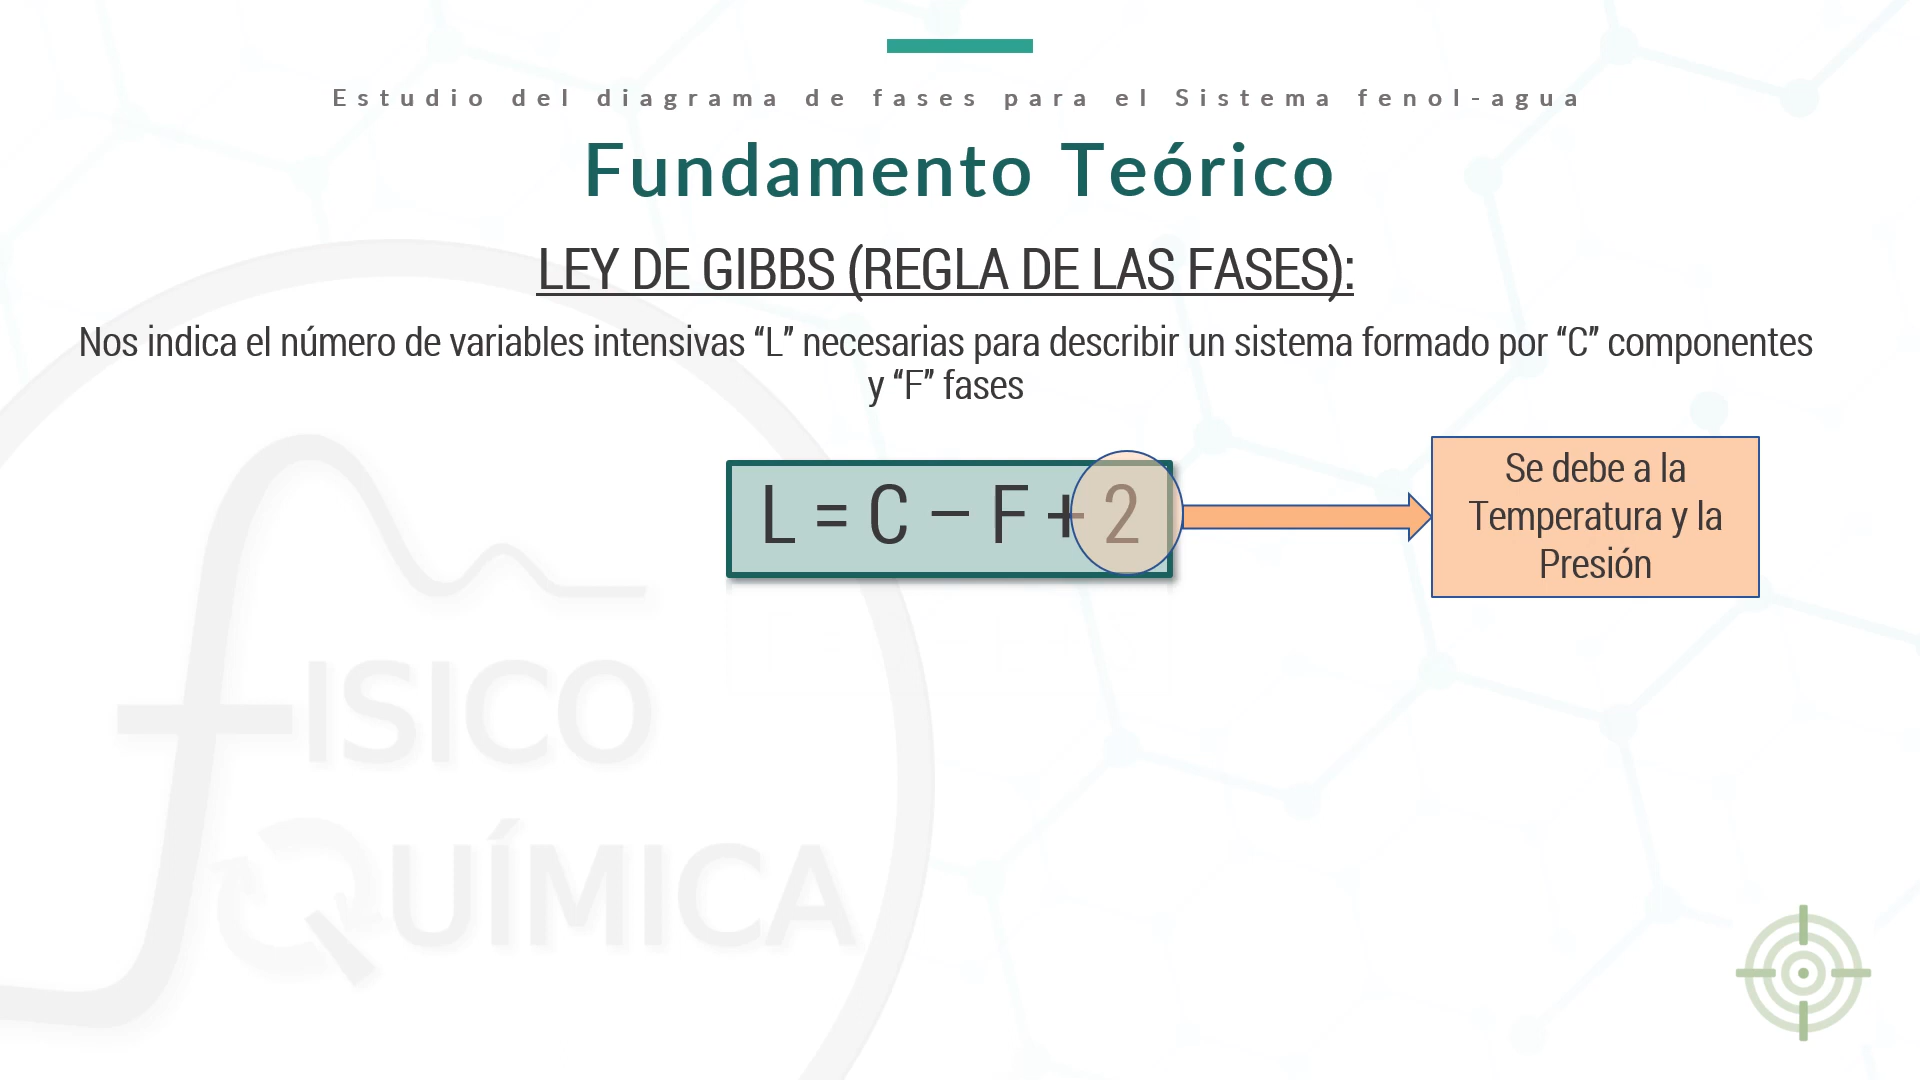 Estudio del diagrama de fases para el Sistema fenol-agua
Fundamento Teórico
LEY DE GIBBS (REGLA DE LAS FASES):
Nos indica el número de variables intensivas “L” necesarias para describir un sistema formado por “C” componentes
y “F” fases
L = C – F + 2
Se debe a la
Temperatura y la
Presión
fISICO
QUÍMICA